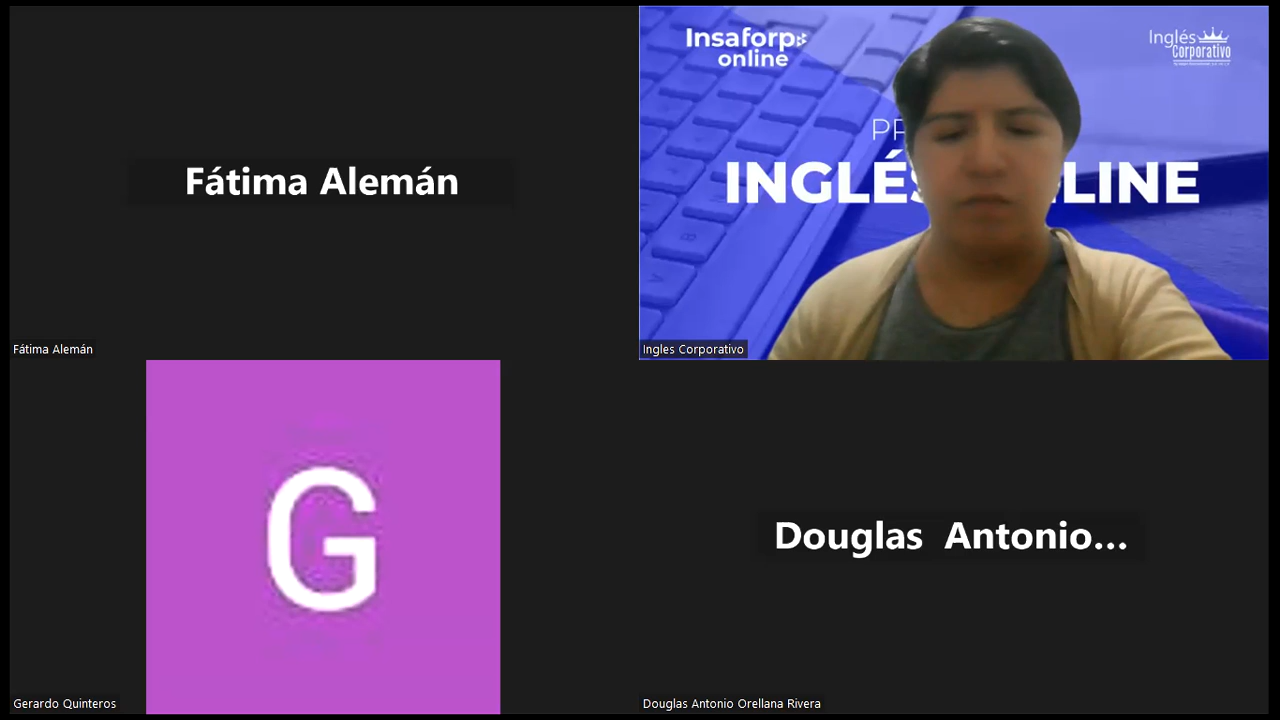 Fátima Alemán
Fátima Alemán
Insaforp
online
Inglés
Corporativo
INGLÉS LINE
Ingles Corporativo
G
Gerardo Quinteros
Douglas Antonio...
Douglas Antonio Orellana Rivera